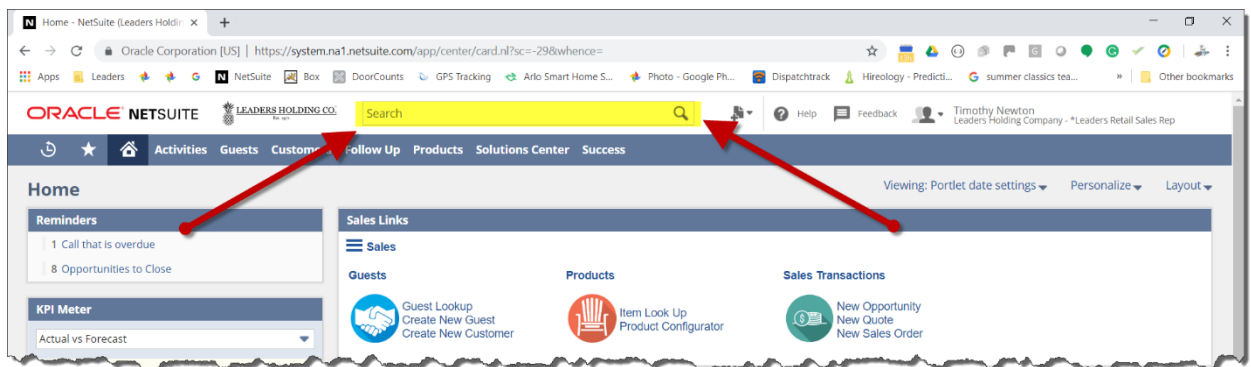 N Home - NetSuite (Leaders Holdin
Oracle Corporation [US] | https://system.na1.netsuite.com/app/center/card.nl?sc=-29&whence=
Apps Leaders G NetSuite Box DoorCounts GPS Tracking Arlo Smart Home S... Photo - Google Ph... Dispatchtrack Hireology - Predicti... G summer classics tea... » Other bookmarks
ORACLE NETSUITE LEADERS HOLDING CO. Search Help Feedback Timothy Newton
Leaders Holding Company - *Leaders Retail Sales Rep
Activities Guests Custome Follow Up Products Solutions Center Success
Home Viewing: Portlet date settings Personalize Layout
Reminders Sales Links
1 Call that is overdue Sales
8 Opportunities to Close
Guests Products Sales Transactions
KPI Meter
Actual vs Forecast
Guest Lookup
Create New Guest
Create New Customer
Item Look Up
Product Configurator
New Opportunity
New Quote
New Sales Order